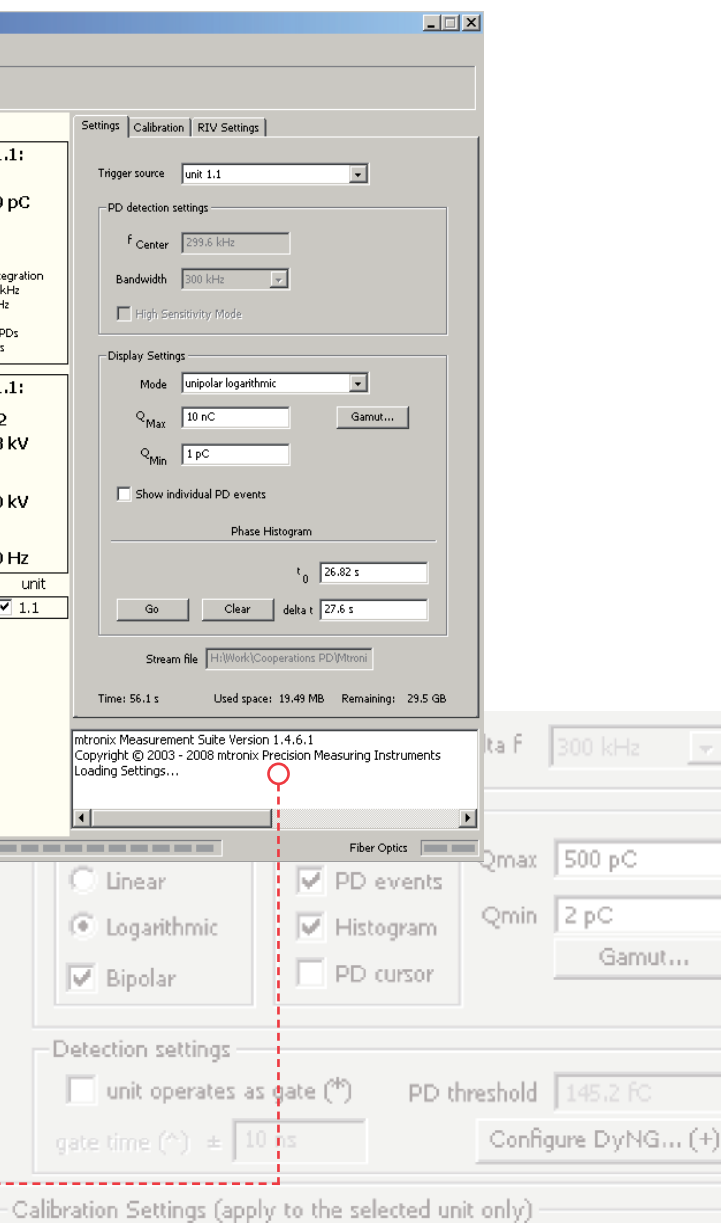 Settings Calibration RIV Settings
.1:
Trigger source unit 1.1
pC
PD detection settings
f Center 299.6 kHz
Bandwidth 300 kHz
High Sensitivity Mode
egration
kHz
Hz
PDs
s
Display Settings
Mode unipolar logarithmic
QMax 10 nC Gamut...
QMin 1 pC
Show individual PD events
Phase Histogram
t0 26.82 s
Go Clear delta t 27.6 s
.1:
2
kV
kV
Hz
unit
1.1
Stream file H:\Work\Cooperations PD\Mtroni
Time: 56.1 s Used space: 19.49 MB Remaining: 29.5 GB
mtronix Measurement Suite Version 1.4.6.1
Copyright © 2003 - 2008 mtronix Precision Measuring Instruments
Loading Settings...
Fiber Optics
lta f 300 kHz
Linear PD events Qmax 500 pC
Logarithmic Histogram Qmin 2 pC
Gamut...
Bipolar PD cursor
Detection settings
unit operates as gate (*) PD threshold 145.2 fC
gate time (^) ± 10 ns Configure DyNG... (+)
Calibration Settings (apply to the selected unit only)